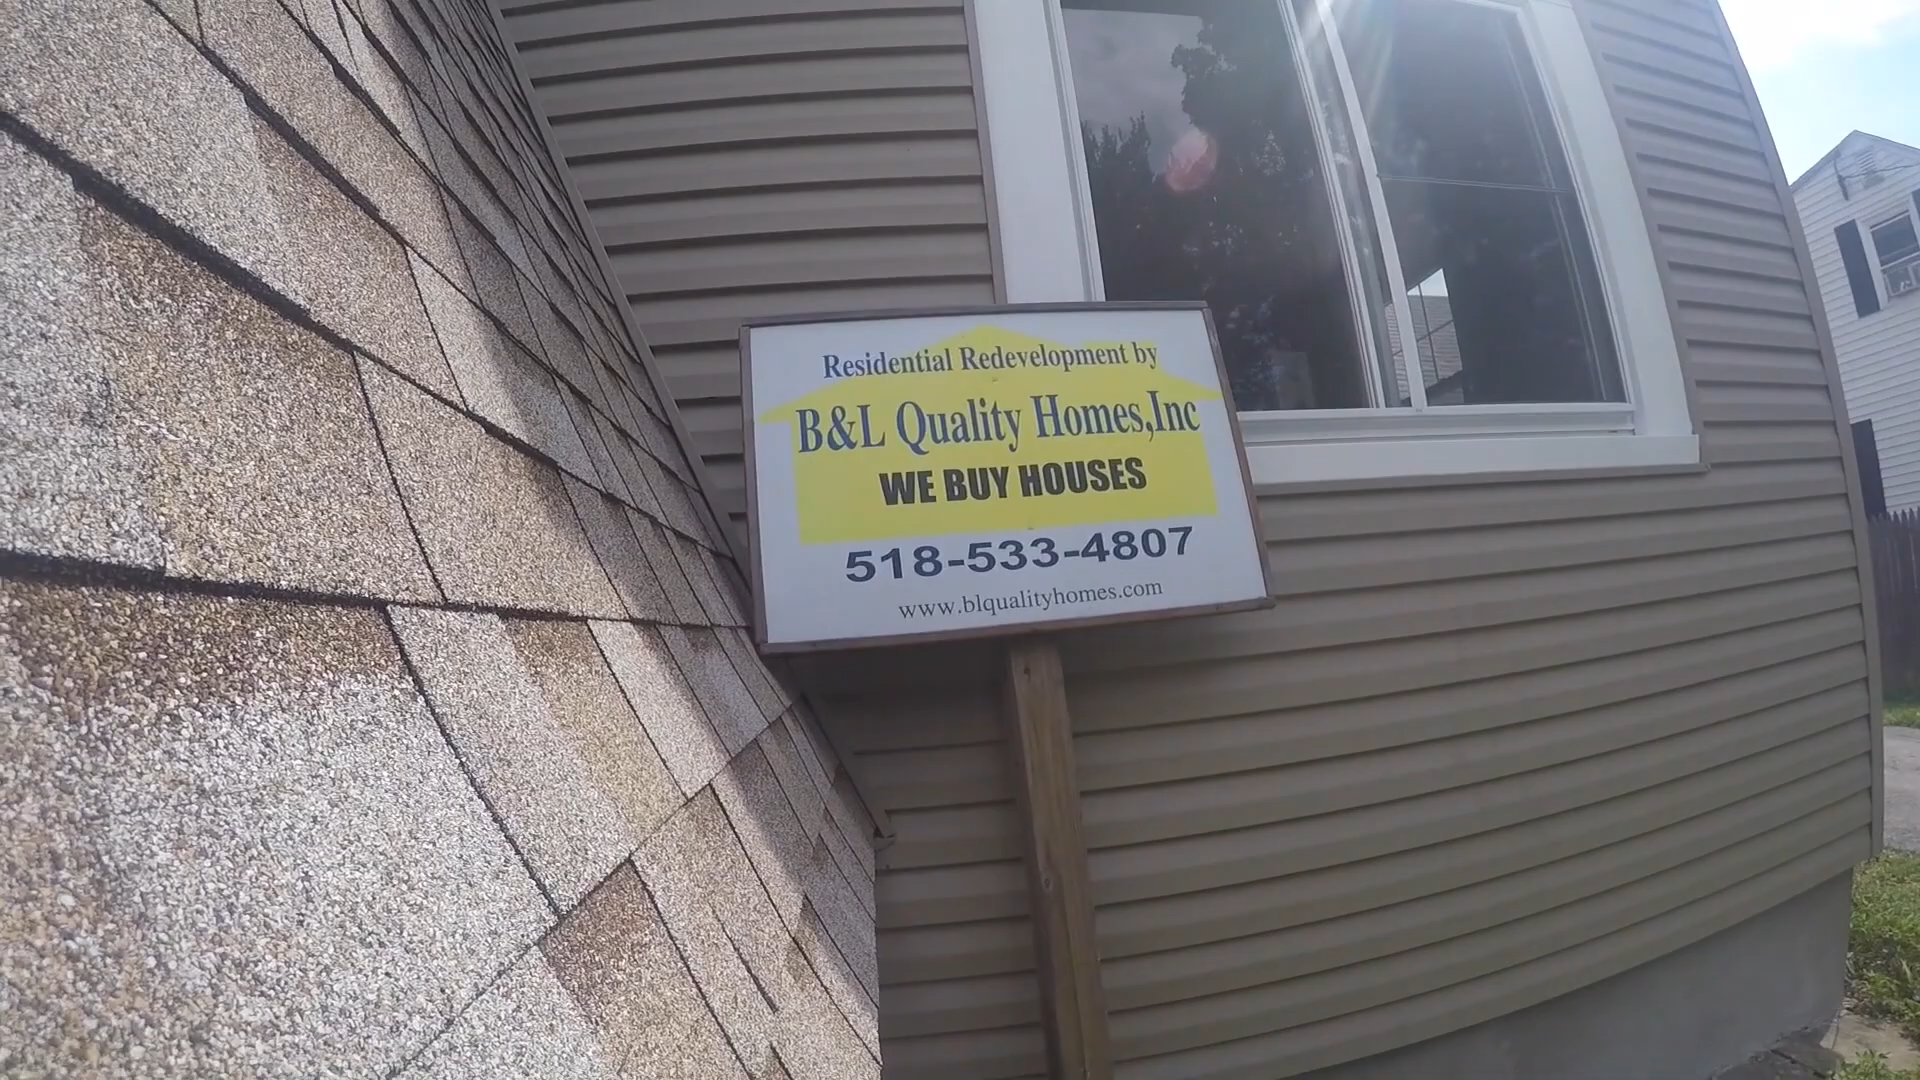 Residential Redevelopment by
B&L Quality Homes,Inc
WE BUY HOUSES
518-533-4807
www.blqualityhomes.com